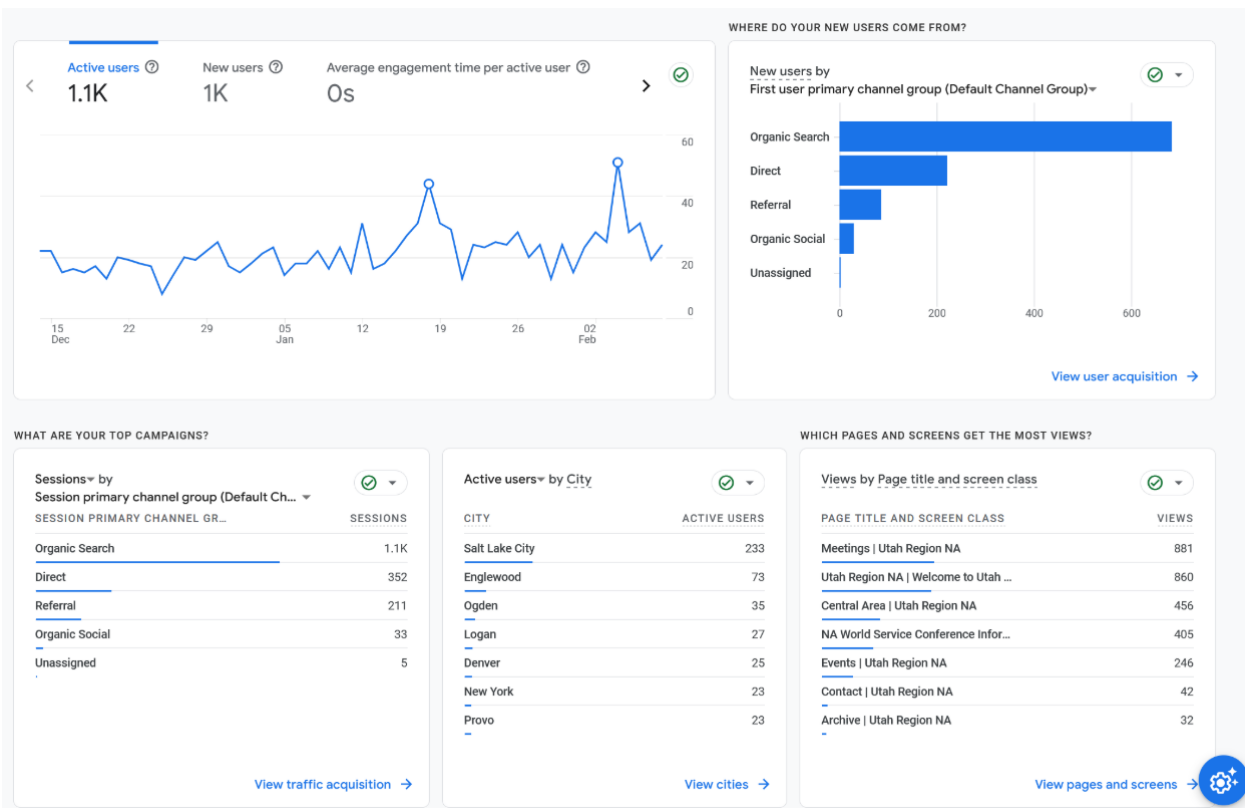 WHERE DO YOUR NEW USERS COME FROM?
Active users
New users
Average engagement time per active user
1.1K
1K
0s
60
40
20
0
15
Dec
22
29
05
Jan
12
19
26
02
Feb
New users by
First user primary channel group (Default Channel Group)
Organic Search
Direct
Referral
Organic Social
Unassigned
0
200
400
600
View user acquisition
WHAT ARE YOUR TOP CAMPAIGNS?
Sessions by
Session primary channel group (Default Ch...
SESSION PRIMARY CHANNEL GR... SESSIONS
Organic Search 1.1K
Direct 352
Referral 211
Organic Social 33
Unassigned 5
View traffic acquisition
Active users by City
CITY ACTIVE USERS
Salt Lake City 233
Englewood 73
Ogden 35
Logan 27
Denver 25
New York 23
Provo 23
View cities
WHICH PAGES AND SCREENS GET THE MOST VIEWS?
Views by Page title and screen class
PAGE TITLE AND SCREEN CLASS VIEWS
Meetings | Utah Region NA 881
Utah Region NA | Welcome to Utah ... 860
Central Area | Utah Region NA 456
NA World Service Conference Infor... 405
Events | Utah Region NA 246
Contact | Utah Region NA 42
Archive | Utah Region NA 32
View pages and screens